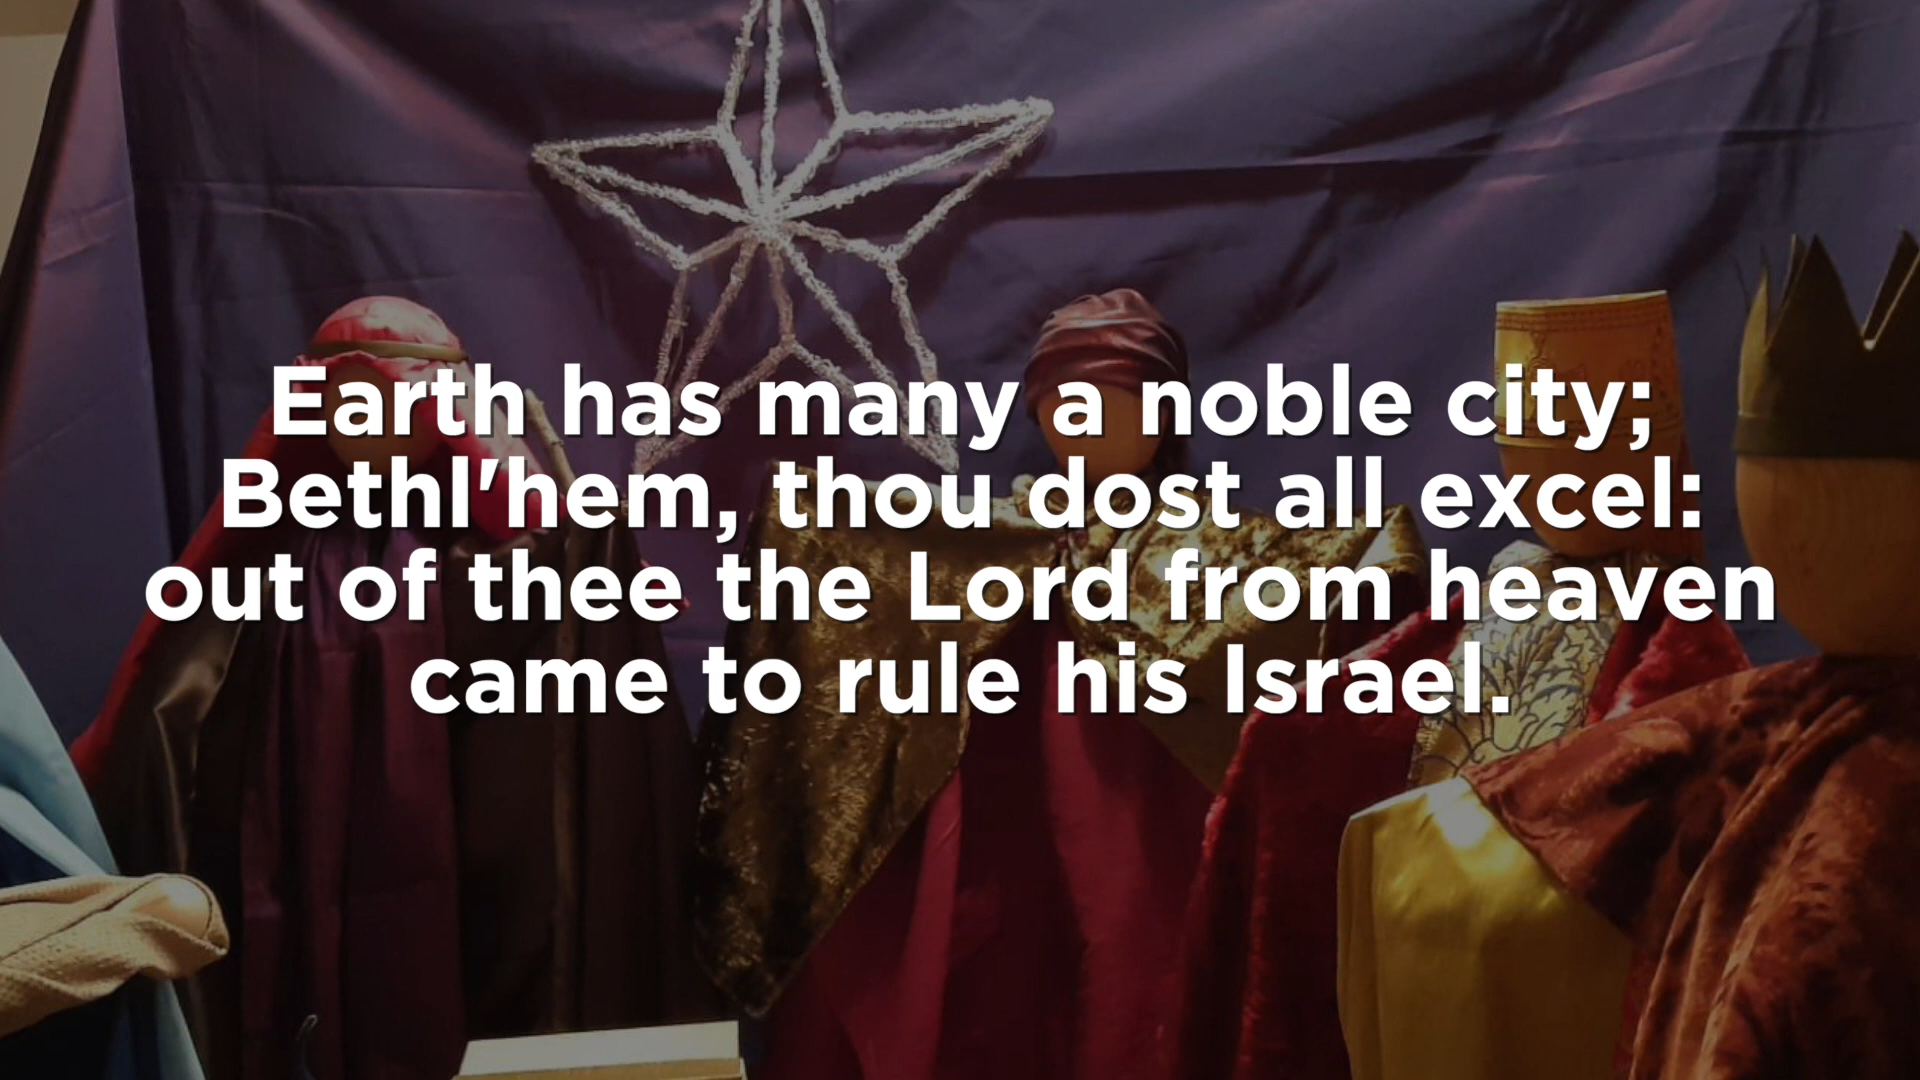 Earth has many a noble city;
Bethl'hem, thou dost all excel:
out of thee the Lord from heaven
came to rule his Israel.